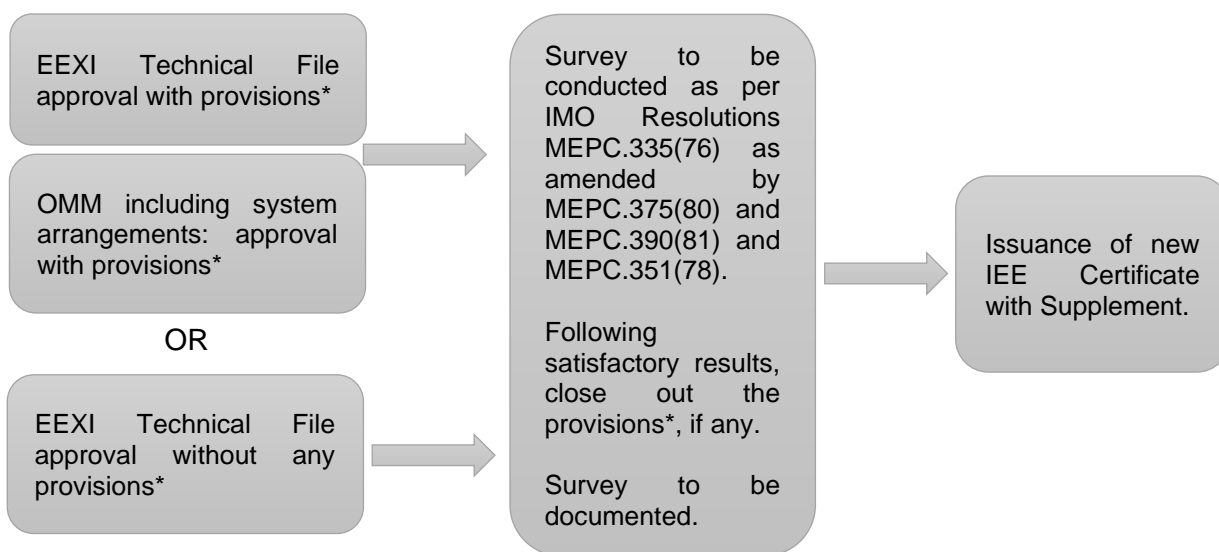 EEXI Technical File
approval with provisions*
OMM including system
arrangements: approval
with provisions*
OR
EEXI Technical File
approval without any
provisions*
Survey to be
conducted as per
IMO Resolutions
MEPC.335(76) as
amended by
MEPC.375(80) and
MEPC.390(81) and
MEPC.351(78).
Following
satisfactory results,
close out the
provisions*, if any.
Survey to be
documented.
Issuance of new
IEE Certificate
with Supplement.